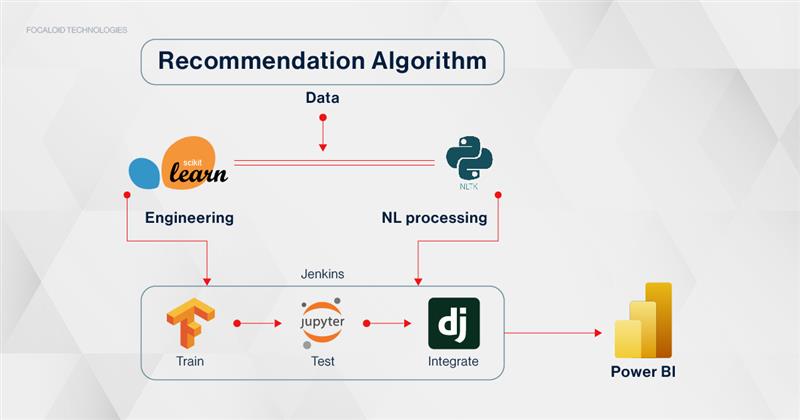 FOCALOID TECHNOLOGIES
Recommendation Algorithm
Data
scikit
learn
NLTK
Engineering
NL processing
Jenkins
jupyter
dj
Train
Test
Integrate
Power BI